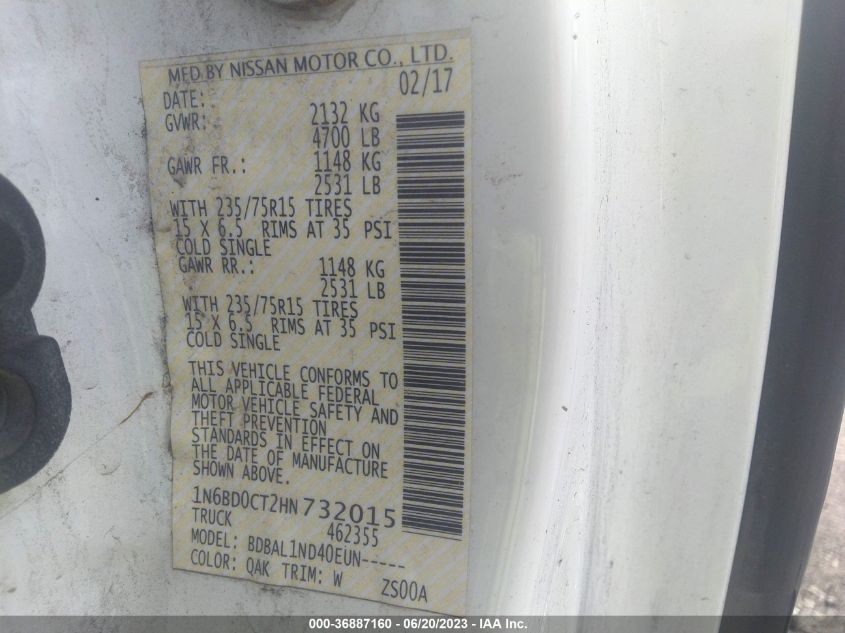 MFD BY NISSAN MOTOR CO., LTD.
DATE: 02/17
GVWR: 2132 KG
4700 LB
GAWR FR.: 1148 KG
2531 LB
WITH 235/75R15 TIRES
15 X 6.5 RIMS AT 35 PSI
COLD SINGLE
GAWR RR.: 1148 KG
2531 LB
WITH 235/75R15 TIRES
15 X 6.5 RIMS AT 35 PSI
COLD SINGLE
THIS VEHICLE CONFORMS TO
ALL APPLICABLE FEDERAL
MOTOR VEHICLE SAFETY AND
THEFT PREVENTION
STANDARDS IN EFFECT ON
THE DATE OF MANUFACTURE
SHOWN ABOVE.
1N6BD0CT2HN732015
TRUCK 462355
MODEL: BDBAL1ND40EUN-----
COLOR: QAK TRIM: W ZS00A
000-36887160 - 06/20/2023 - IAA Inc.